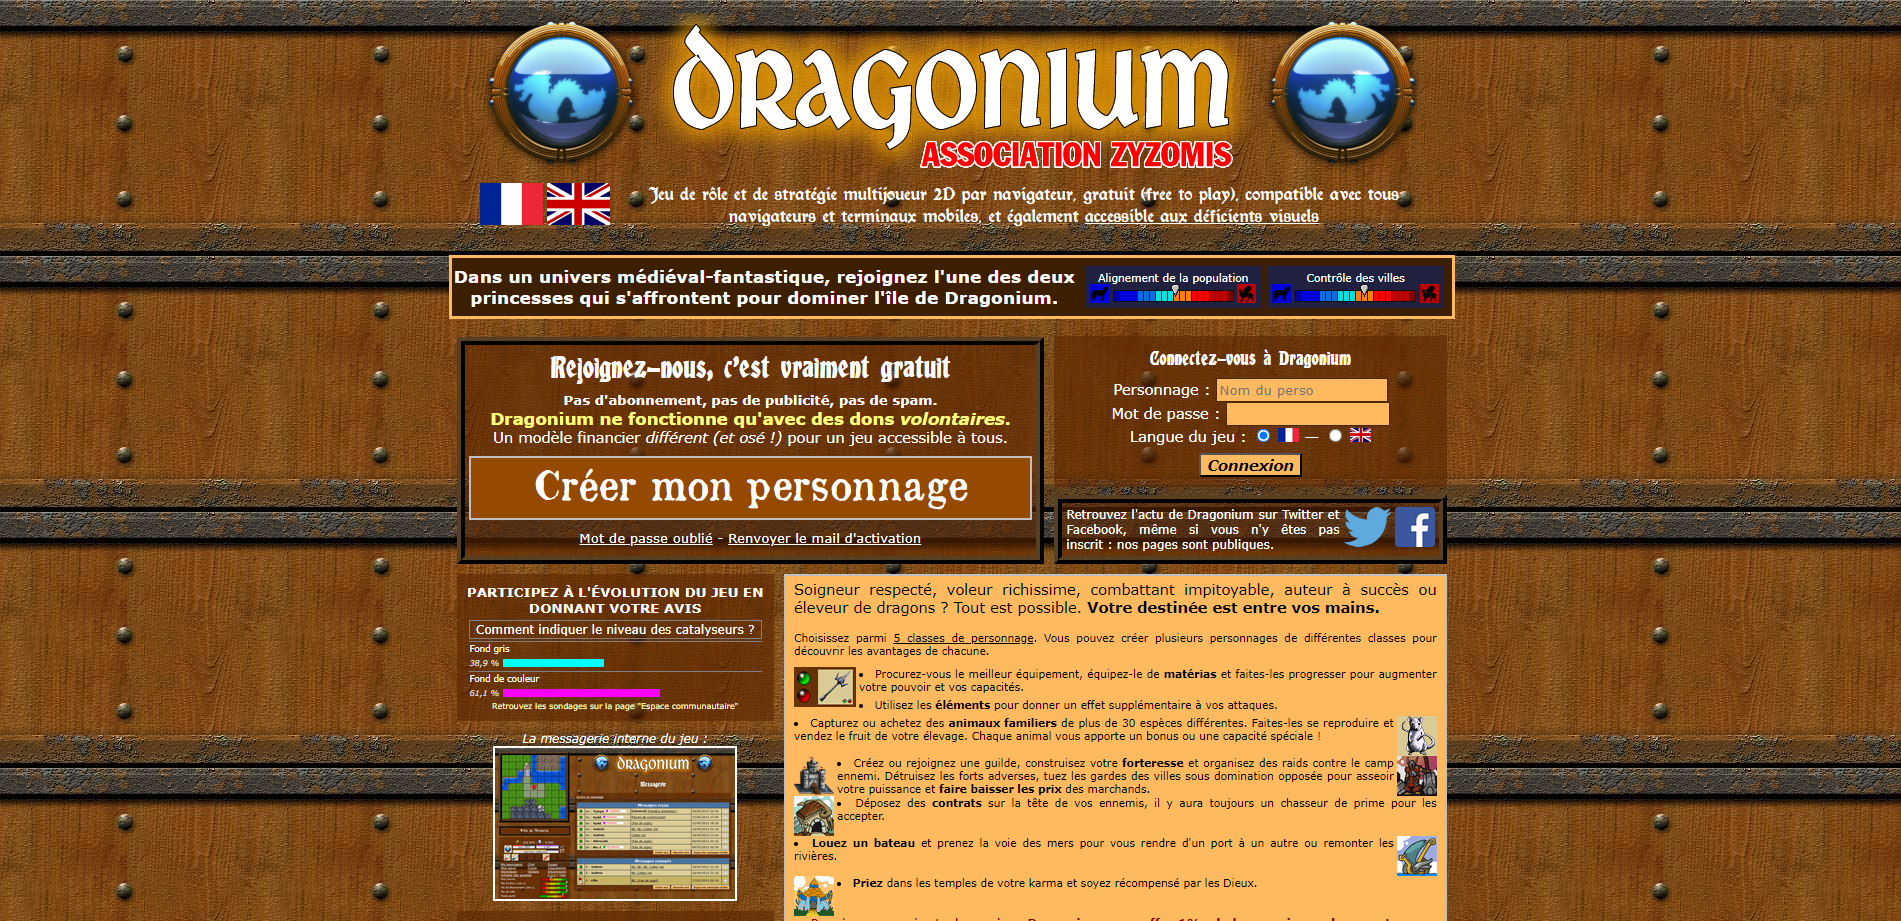 DRAGONIUM
ASSOCIATION ZYZOMIS
Jeu de rôle et de stratégie multijoueur 2D par navigateur, gratuit (free to play), compatible avec tous
navigateurs et terminaux mobiles, et également accessible aux déficients visuels
Dans un univers médiéval-fantastique, rejoignez l'une des deux
princesses qui s'affrontent pour dominer l'île de Dragonium.
Alignement de la population
Contrôle des villes
Rejoignez-nous, c'est vraiment gratuit
Pas d'abonnement, pas de publicité, pas de spam.
Dragonium ne fonctionne qu'avec des dons volontaires.
Un modèle financier différent (et osé !) pour un jeu accessible à tous.
Créer mon personnage
Mot de passe oublié - Renvoyer le mail d'activation
Connectez-vous à Dragonium
Personnage : Nom du perso
Mot de passe :
Langue du jeu : —
Connexion
Retrouvez l'actu de Dragonium sur Twitter et
Facebook, même si vous n'y êtes pas
inscrit : nos pages sont publiques.
PARTICIPEZ À L'ÉVOLUTION DU JEU EN
DONNANT VOTRE AVIS
Comment indiquer le niveau des catalyseurs ?
Fond gris
38,9 %
Fond de couleur
61,1 %
Retrouvez les sondages sur la page "Espace communautaire"
La messagerie interne du jeu :
DRAGONIUM
Messagerie
Soigneur respecté, voleur richissime, combattant impitoyable, auteur à succès ou
éleveur de dragons ? Tout est possible. Votre destinée est entre vos mains.
Choisissez parmi 5 classes de personnage. Vous pouvez créer plusieurs personnages de différentes classes pour
découvrir les avantages de chacune.
• Procurez-vous le meilleur équipement, équipez-le de matérias et faites-les progresser pour augmenter
votre pouvoir et vos capacités.
• Utilisez les éléments pour donner un effet supplémentaire à vos attaques.
• Capturez ou achetez des animaux familiers de plus de 30 espèces différentes. Faites-les se reproduire et
vendez le fruit de votre élevage. Chaque animal vous apporte un bonus ou une capacité spéciale !
• Créez ou rejoignez une guilde, construisez votre forteresse et organisez des raids contre le camp
ennemi. Détruisez les forts adverses, tuez les gardes des villes sous domination opposée pour asseoir
votre puissance et faire baisser les prix des marchands.
• Déposez des contrats sur la tête de vos ennemis, il y aura toujours un chasseur de prime pour les
accepter.
• Louez un bateau et prenez la voie des mers pour vous rendre d'un port à un autre ou remonter les
rivières.
• Priez dans les temples de votre karma et soyez récompensé par les Dieux.